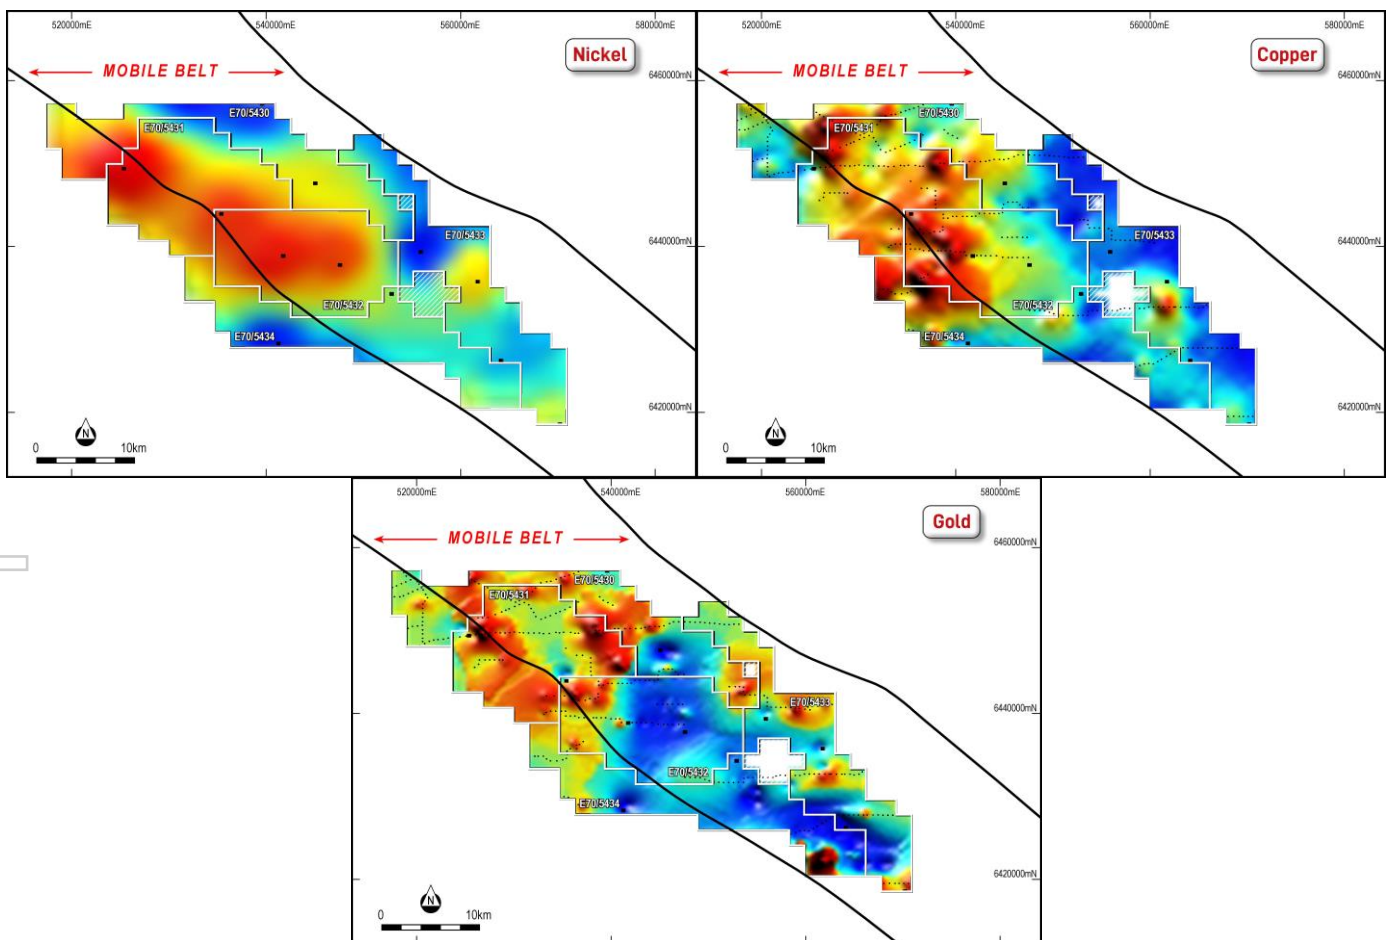 520000mE 540000mE 560000mE 580000mE
Nickel
MOBILE BELT
6460000mN
E70/5430
E70/5431
E70/5433
6440000mN
E70/5432
E70/5434
6420000mN
N
0 10km
520000mE 540000mE 560000mE 580000mE
Copper
MOBILE BELT
6460000mN
E70/5430
E70/5431
E70/5433
6440000mN
E70/5432
E70/5434
6420000mN
N
0 10km
520000mE 540000mE 560000mE 580000mE
Gold
MOBILE BELT
6460000mN
E70/5430
E70/5431
E70/5433
6440000mN
E70/5432
E70/5434
6420000mN
N
0 10km